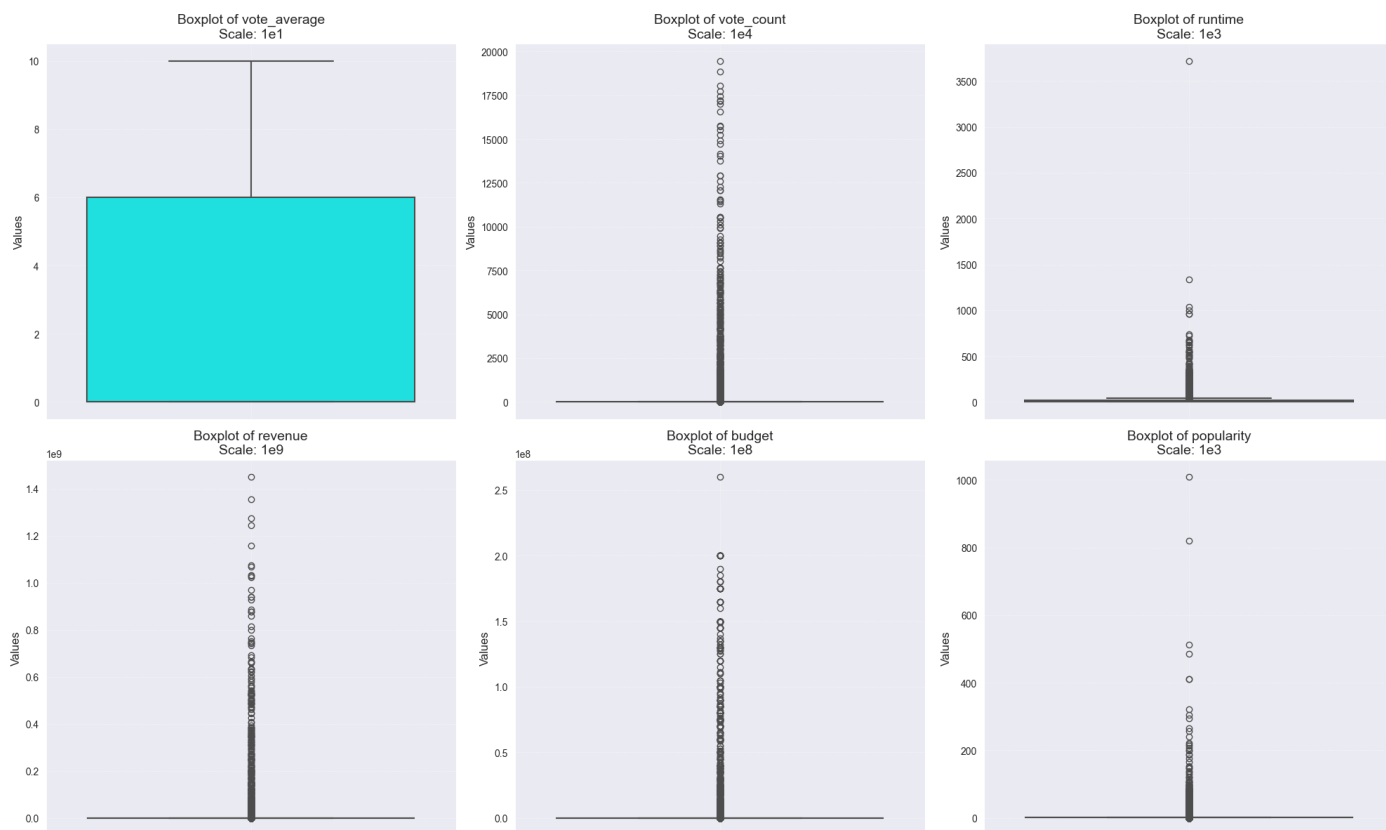 Boxplot of vote_average
Scale: 1e1
Values
10
8
6
4
2
0
Boxplot of vote_count
Scale: 1e4
Values
20000
17500
15000
12500
10000
7500
5000
2500
0
Boxplot of runtime
Scale: 1e3
Values
3500
3000
2500
2000
1500
1000
500
0
Boxplot of revenue
Scale: 1e9
1e9
Values
1.4
1.2
1.0
0.8
0.6
0.4
0.2
0.0
Boxplot of budget
Scale: 1e8
1e8
Values
2.5
2.0
1.5
1.0
0.5
0.0
Boxplot of popularity
Scale: 1e3
Values
1000
800
600
400
200
0